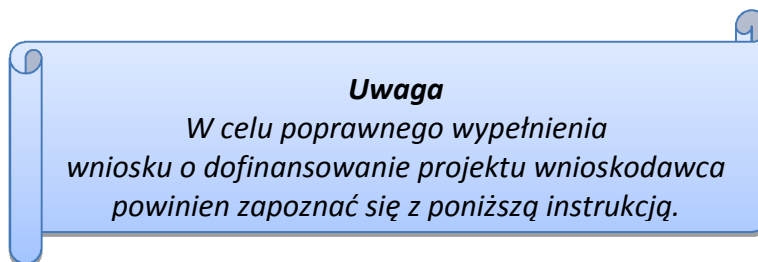 Uwaga
W celu poprawnego wypełnienia
wniosku o dofinansowanie projektu wnioskodawca
powinien zapoznać się z poniższą instrukcją.